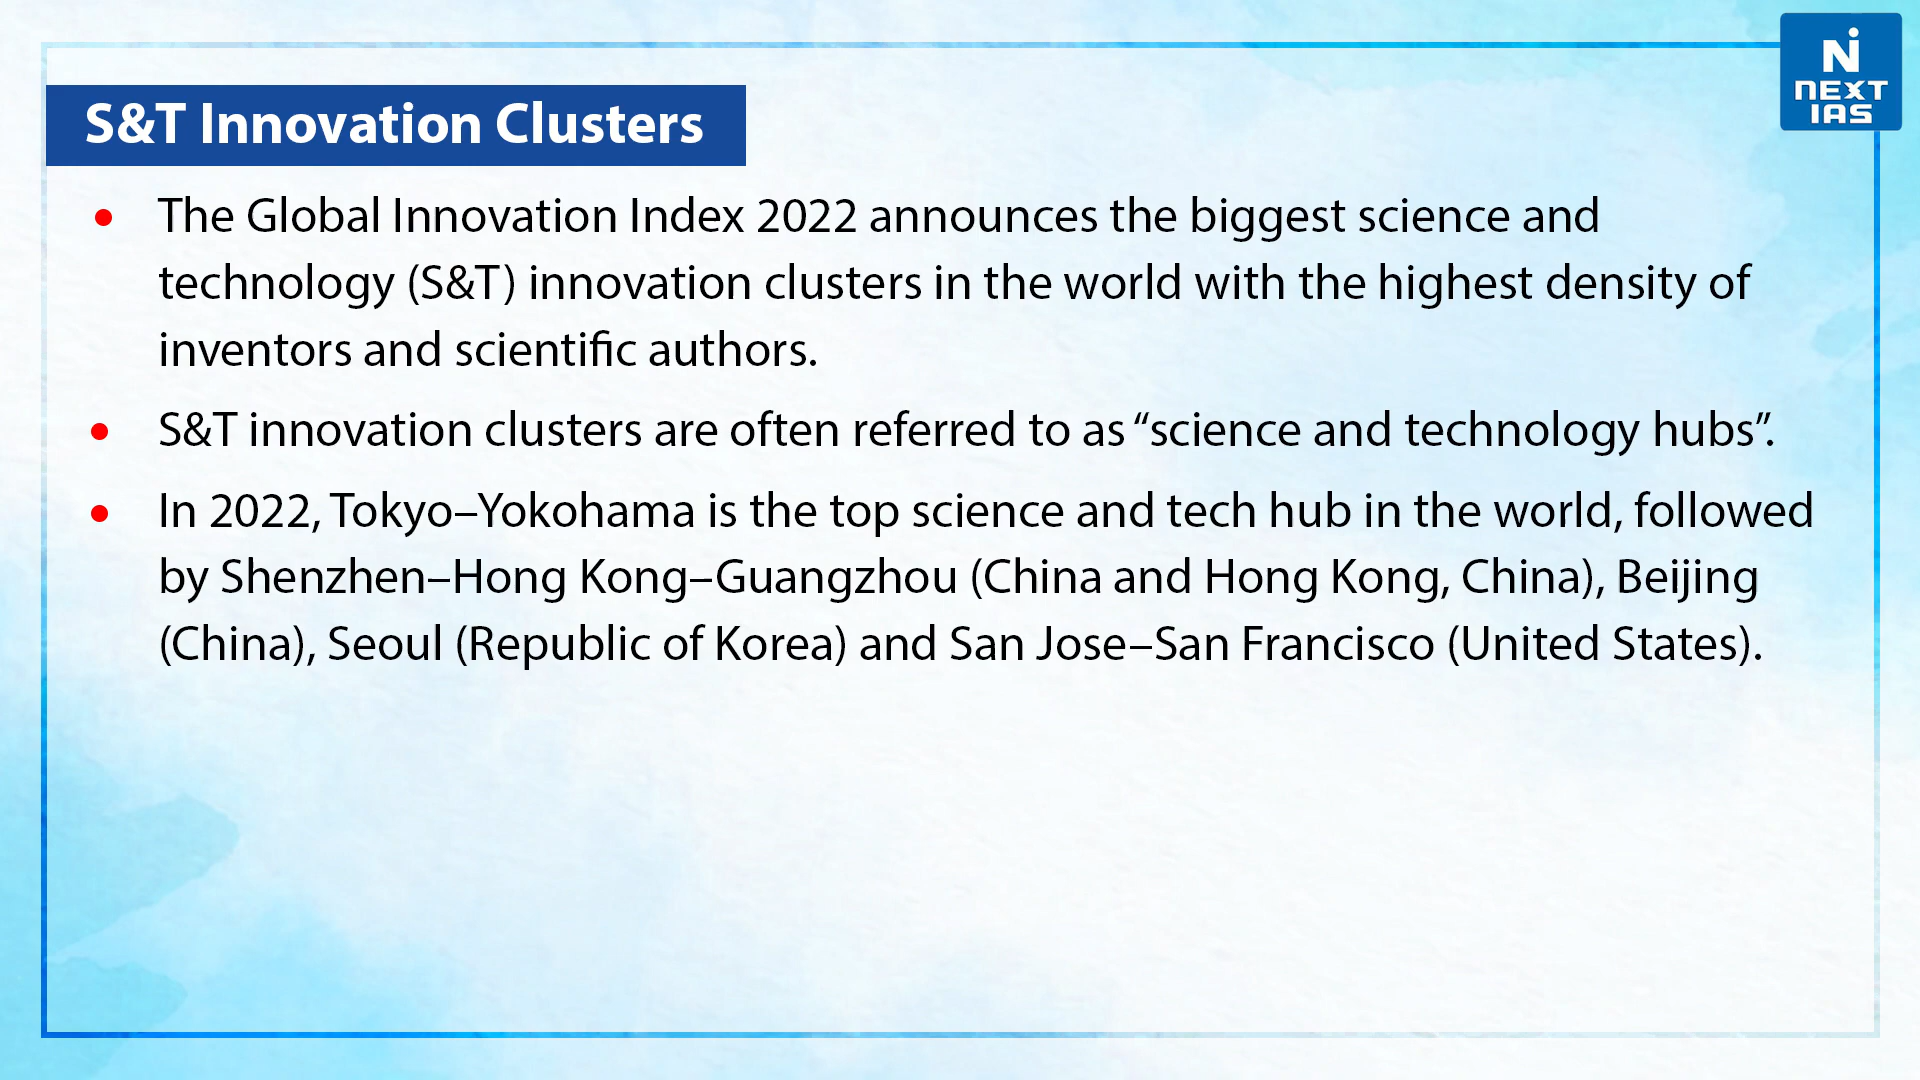 NEXT
IAS
S&T Innovation Clusters
• The Global Innovation Index 2022 announces the biggest science and
technology (S&T) innovation clusters in the world with the highest density of
inventors and scientific authors.
• S&T innovation clusters are often referred to as “science and technology hubs”.
• In 2022, Tokyo–Yokohama is the top science and tech hub in the world, followed
by Shenzhen–Hong Kong–Guangzhou (China and Hong Kong, China), Beijing
(China), Seoul (Republic of Korea) and San Jose–San Francisco (United States).